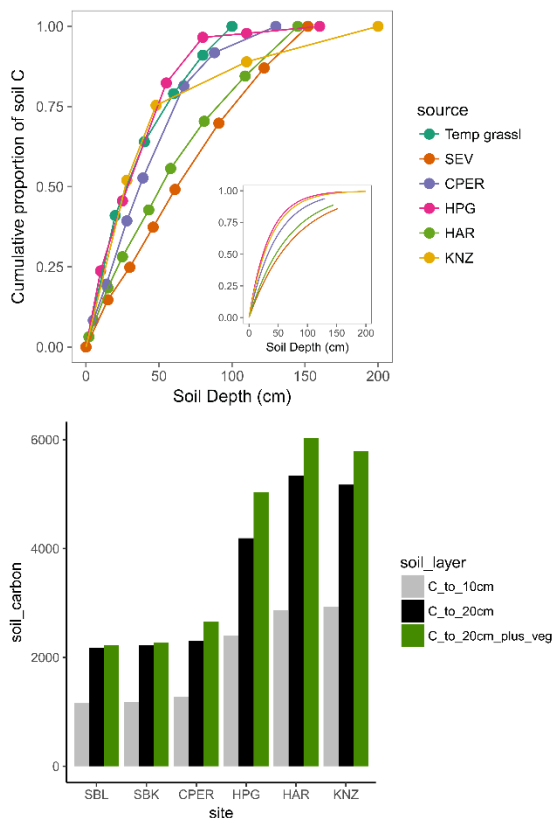 1.00
0.75
0.50
0.25
0.00
Cumulative proportion of soil C
0 50 100 150 200
Soil Depth (cm)
1.00
0.75
0.50
0.25
0.00
0 50 100 150 200
Soil Depth (cm)
source
Temp grassl
SEV
CPER
HPG
HAR
KNZ
6000
4000
2000
0
soil_carbon
SBL SBK CPER HPG HAR KNZ
site
soil_layer
C_to_10cm
C_to_20cm
C_to_20cm_plus_veg